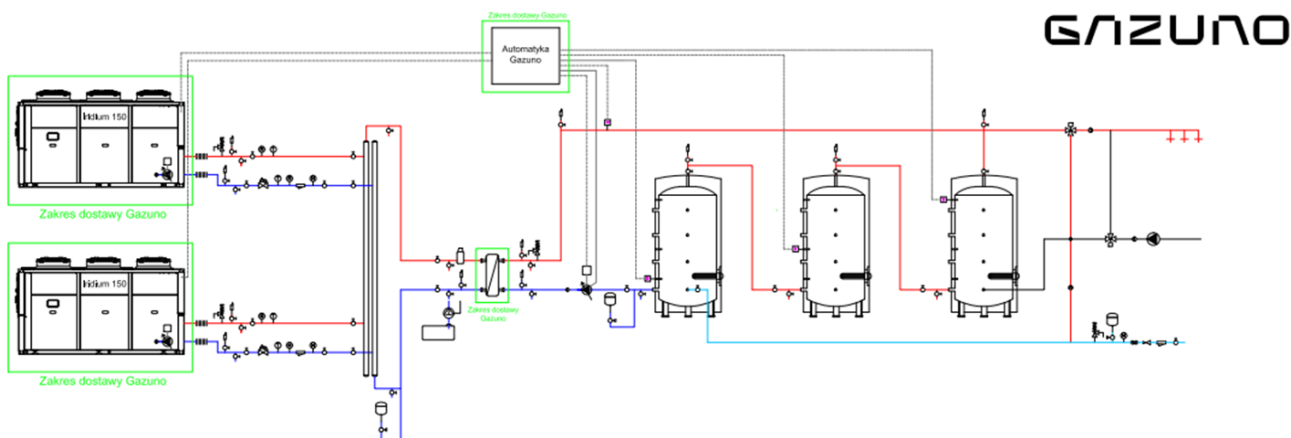 GAZUNO
Zakres dostawy Gazuno
Automatyka
Gazuno
Iridium 150
Zakres dostawy Gazuno
Iridium 150
Zakres dostawy
Gazuno
Zakres dostawy Gazuno